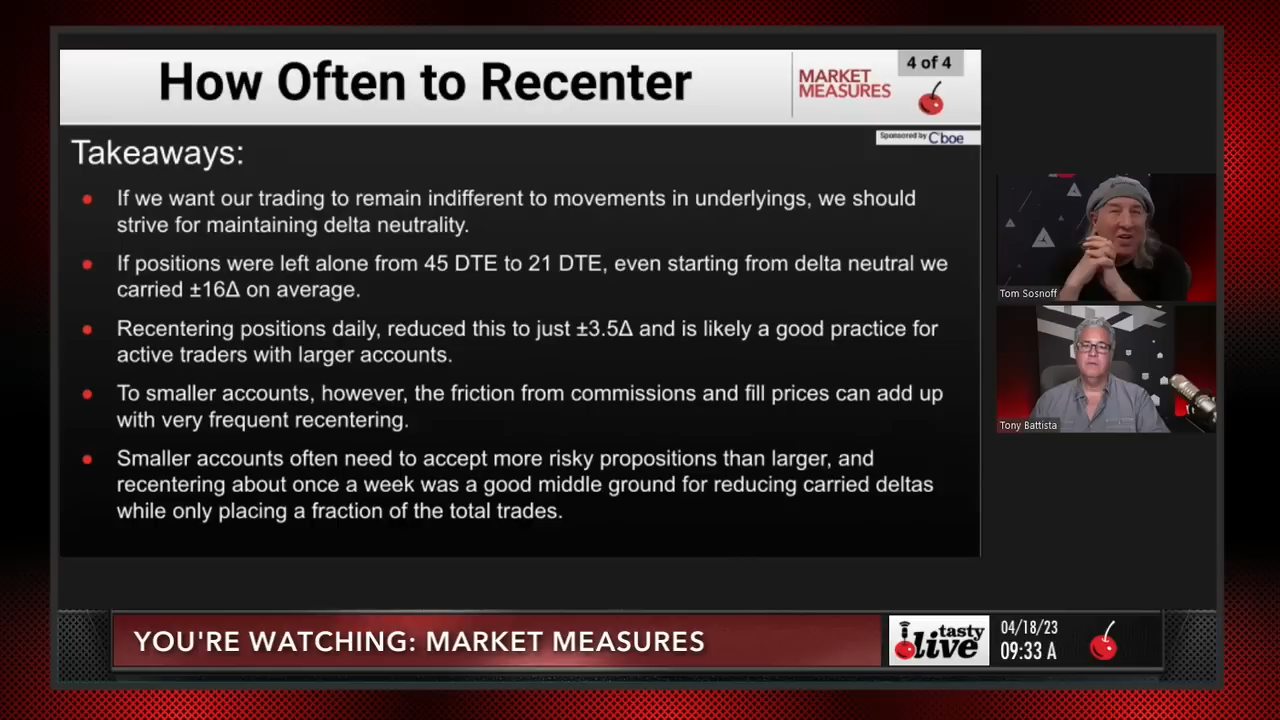 How Often to Recenter
MARKET
MEASURES
4 of 4
Sponsored by Cboe
Takeaways:
If we want our trading to remain indifferent to movements in underlyings, we should
strive for maintaining delta neutrality.
If positions were left alone from 45 DTE to 21 DTE, even starting from delta neutral we
carried ±16Δ on average.
Recentering positions daily, reduced this to just ±3.5Δ and is likely a good practice for
active traders with larger accounts.
To smaller accounts, however, the friction from commissions and fill prices can add up
with very frequent recentering.
Smaller accounts often need to accept more risky propositions than larger, and
recentering about once a week was a good middle ground for reducing carried deltas
while only placing a fraction of the total trades.
Tom Sosnoff
Tony Battista
YOU'RE WATCHING: MARKET MEASURES
tasty
live
04/18/23
09:33 A